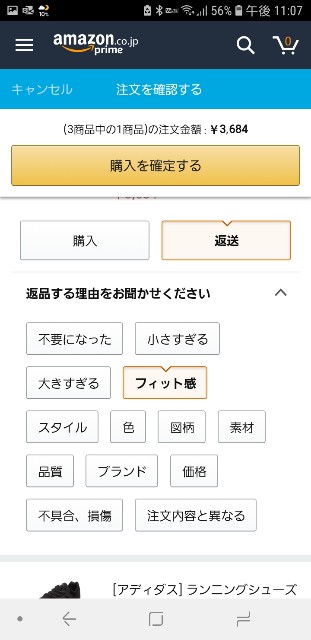 10%
56% 午後 11:07
amazon.co.jp
prime
0
キャンセル 注文を確認する
(3商品中の1商品)の注文金額 : ￥3,684
購入を確定する
購入 返送
返品する理由をお聞かせください
不要になった 小さすぎる
大きすぎる フィット感
スタイル 色 図柄 素材
品質 ブランド 価格
不具合、損傷 注文内容と異なる
[アディダス] ランニングシューズ